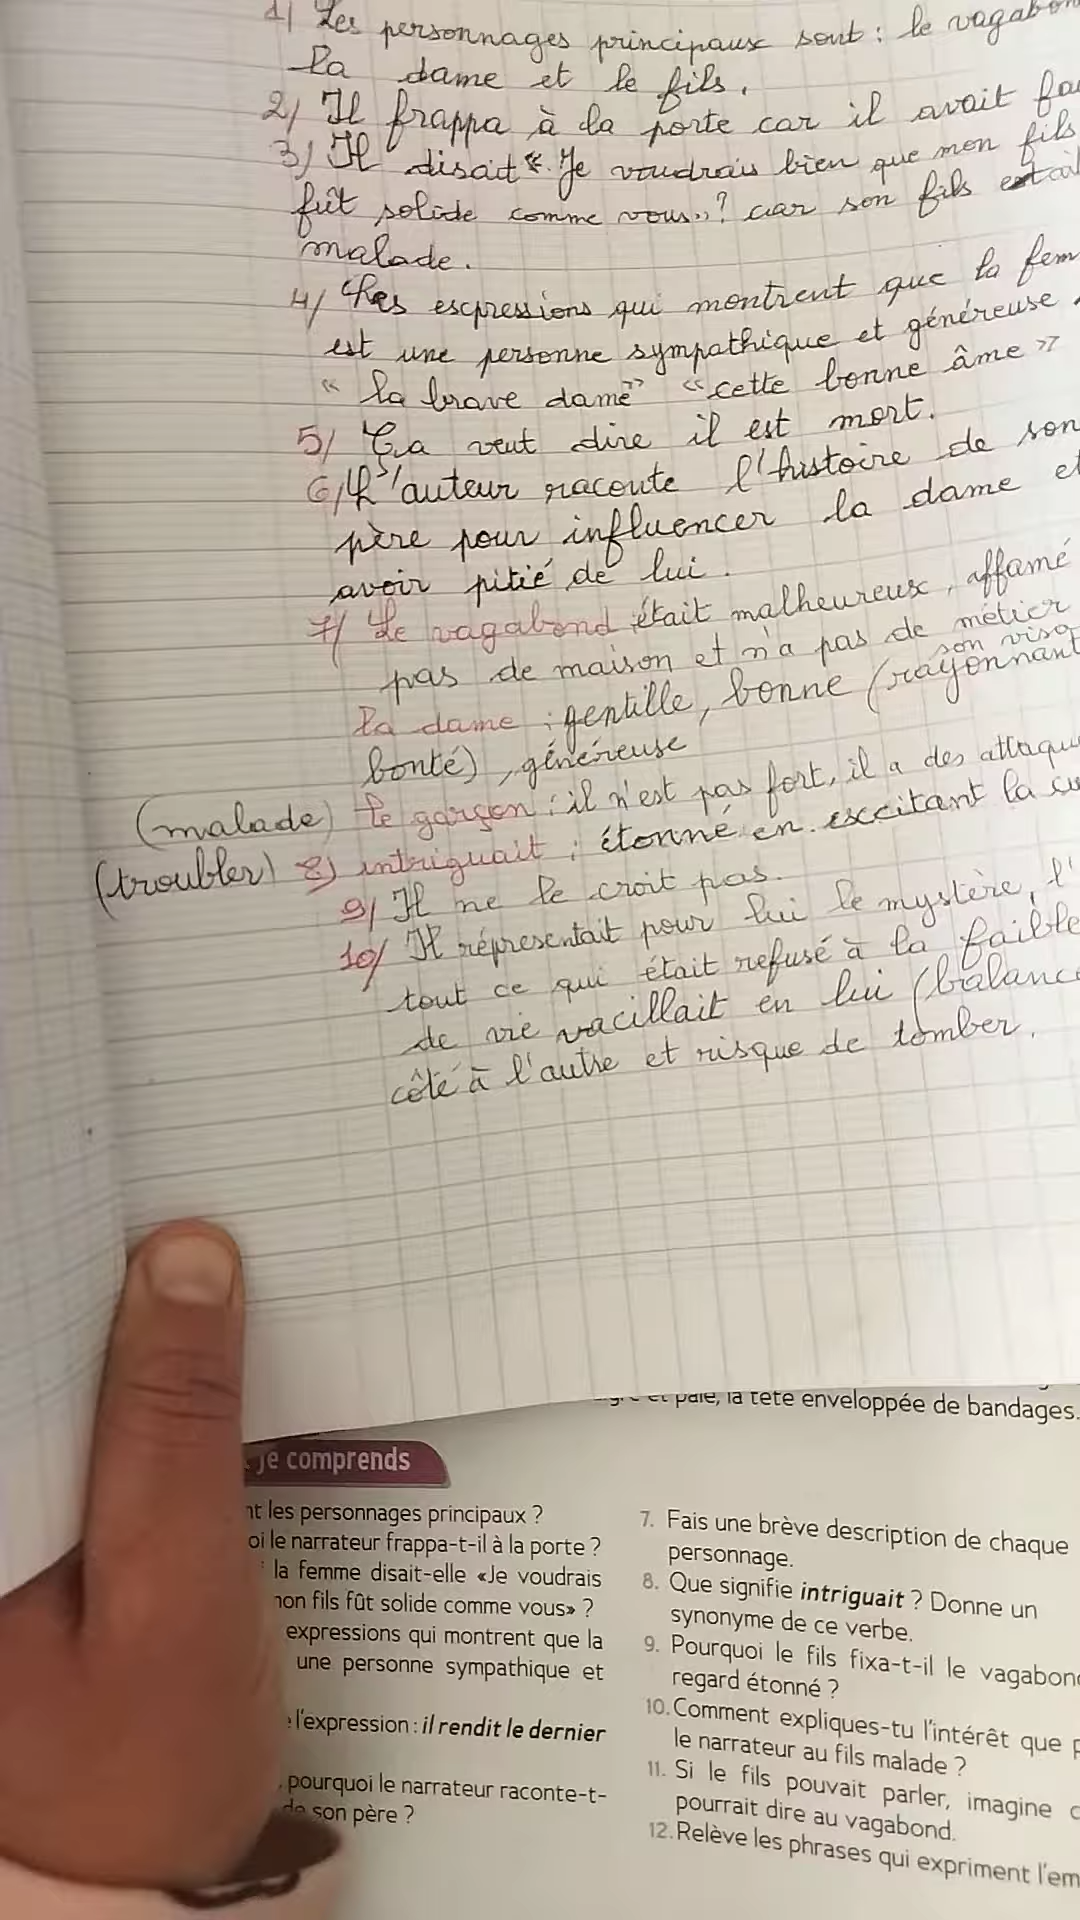 1/ Les personnages principaux sont : le
la dame et le fils.
2/ Il frappa à la porte car il avait
3/ Il disait «Je voudrais bien que mon fils
fût solide comme vous»? car son fils était
malade.
4/ Les expressions qui montrent que la
est une personne sympathique et généreuse
« la brave dame» «cette bonne âme»
5/ Ça veut dire il est mort.
6/ L'auteur raconte l'histoire de son
père pour influencer la dame et
avoir pitié de lui.
7/ Le vagabond : était malheureux, affamé
pas de maison et n'a pas de métier
son
la dame : gentille, bonne (rayonnant
bonté), généreuse
(malade) le garçon : il n'est pas fort, il a des
(troubler) 8) intriguait : étonné en excitant la
9/ Il ne le croit pas.
10/ Il répresentait pour lui le mystère, l'
tout ce qui était refusé à la faible
de vie vacillait en lui (balance
côté à l'autre et risque de tomber.
et pâle, la tête enveloppée de bandages.
je comprends
les personnages principaux ?
le narrateur frappa-t-il à la porte ?
la femme disait-elle «Je voudrais
fils fût solide comme vous» ?
expressions qui montrent que la
une personne sympathique et
l'expression : il rendit le dernier
pourquoi le narrateur raconte-t-
de son père ?
7. Fais une brève description de chaque
personnage.
8. Que signifie intriguait ? Donne un
synonyme de ce verbe.
9. Pourquoi le fils fixa-t-il le
regard étonné ?
10. Comment expliques-tu l'intérêt que
le narrateur au fils malade ?
11. Si le fils pouvait parler, imagine
pourrait dire au vagabond.
12. Relève les phrases qui expriment